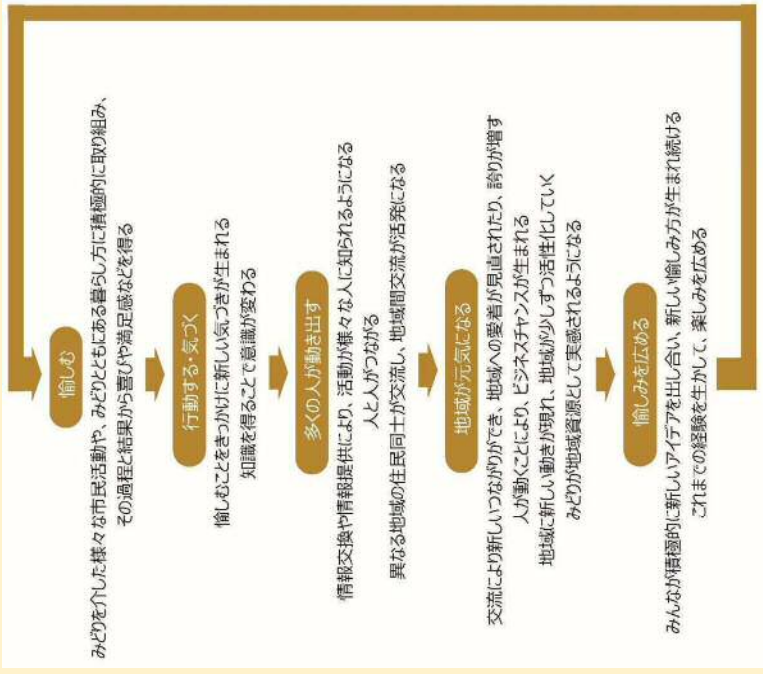 愉しむ
みどりを介した様々な市民活動や、みどりとともにある暮らし方に積極的に取り組み、
その過程と結果から喜びや満足感などを得る
行動する・気づく
愉しむことをきっかけに新しい気づきが生まれる
知識を得ることで意識が変わる
多くの人が動き出す
情報交換や情報提供により、活動が様々な人に知られるようになる
人と人がつながる
異なる地域の住民同士が交流し、地域間交流が活発になる
地域が元気になる
交流により新しいつながりができ、地域への愛着が見直されたり、誇りが増す
人が動くことにより、ビジネスチャンスが生まれる
地域に新しい動きが現れ、地域が少しずつ活性化していく
みどりが地域資源として実感されるようになる
愉しみを広める
みんなが積極的に新しいアイデアを出し合い、新しい愉しみ方が生まれ続ける
これまでの経験を生かして、楽しみを広める